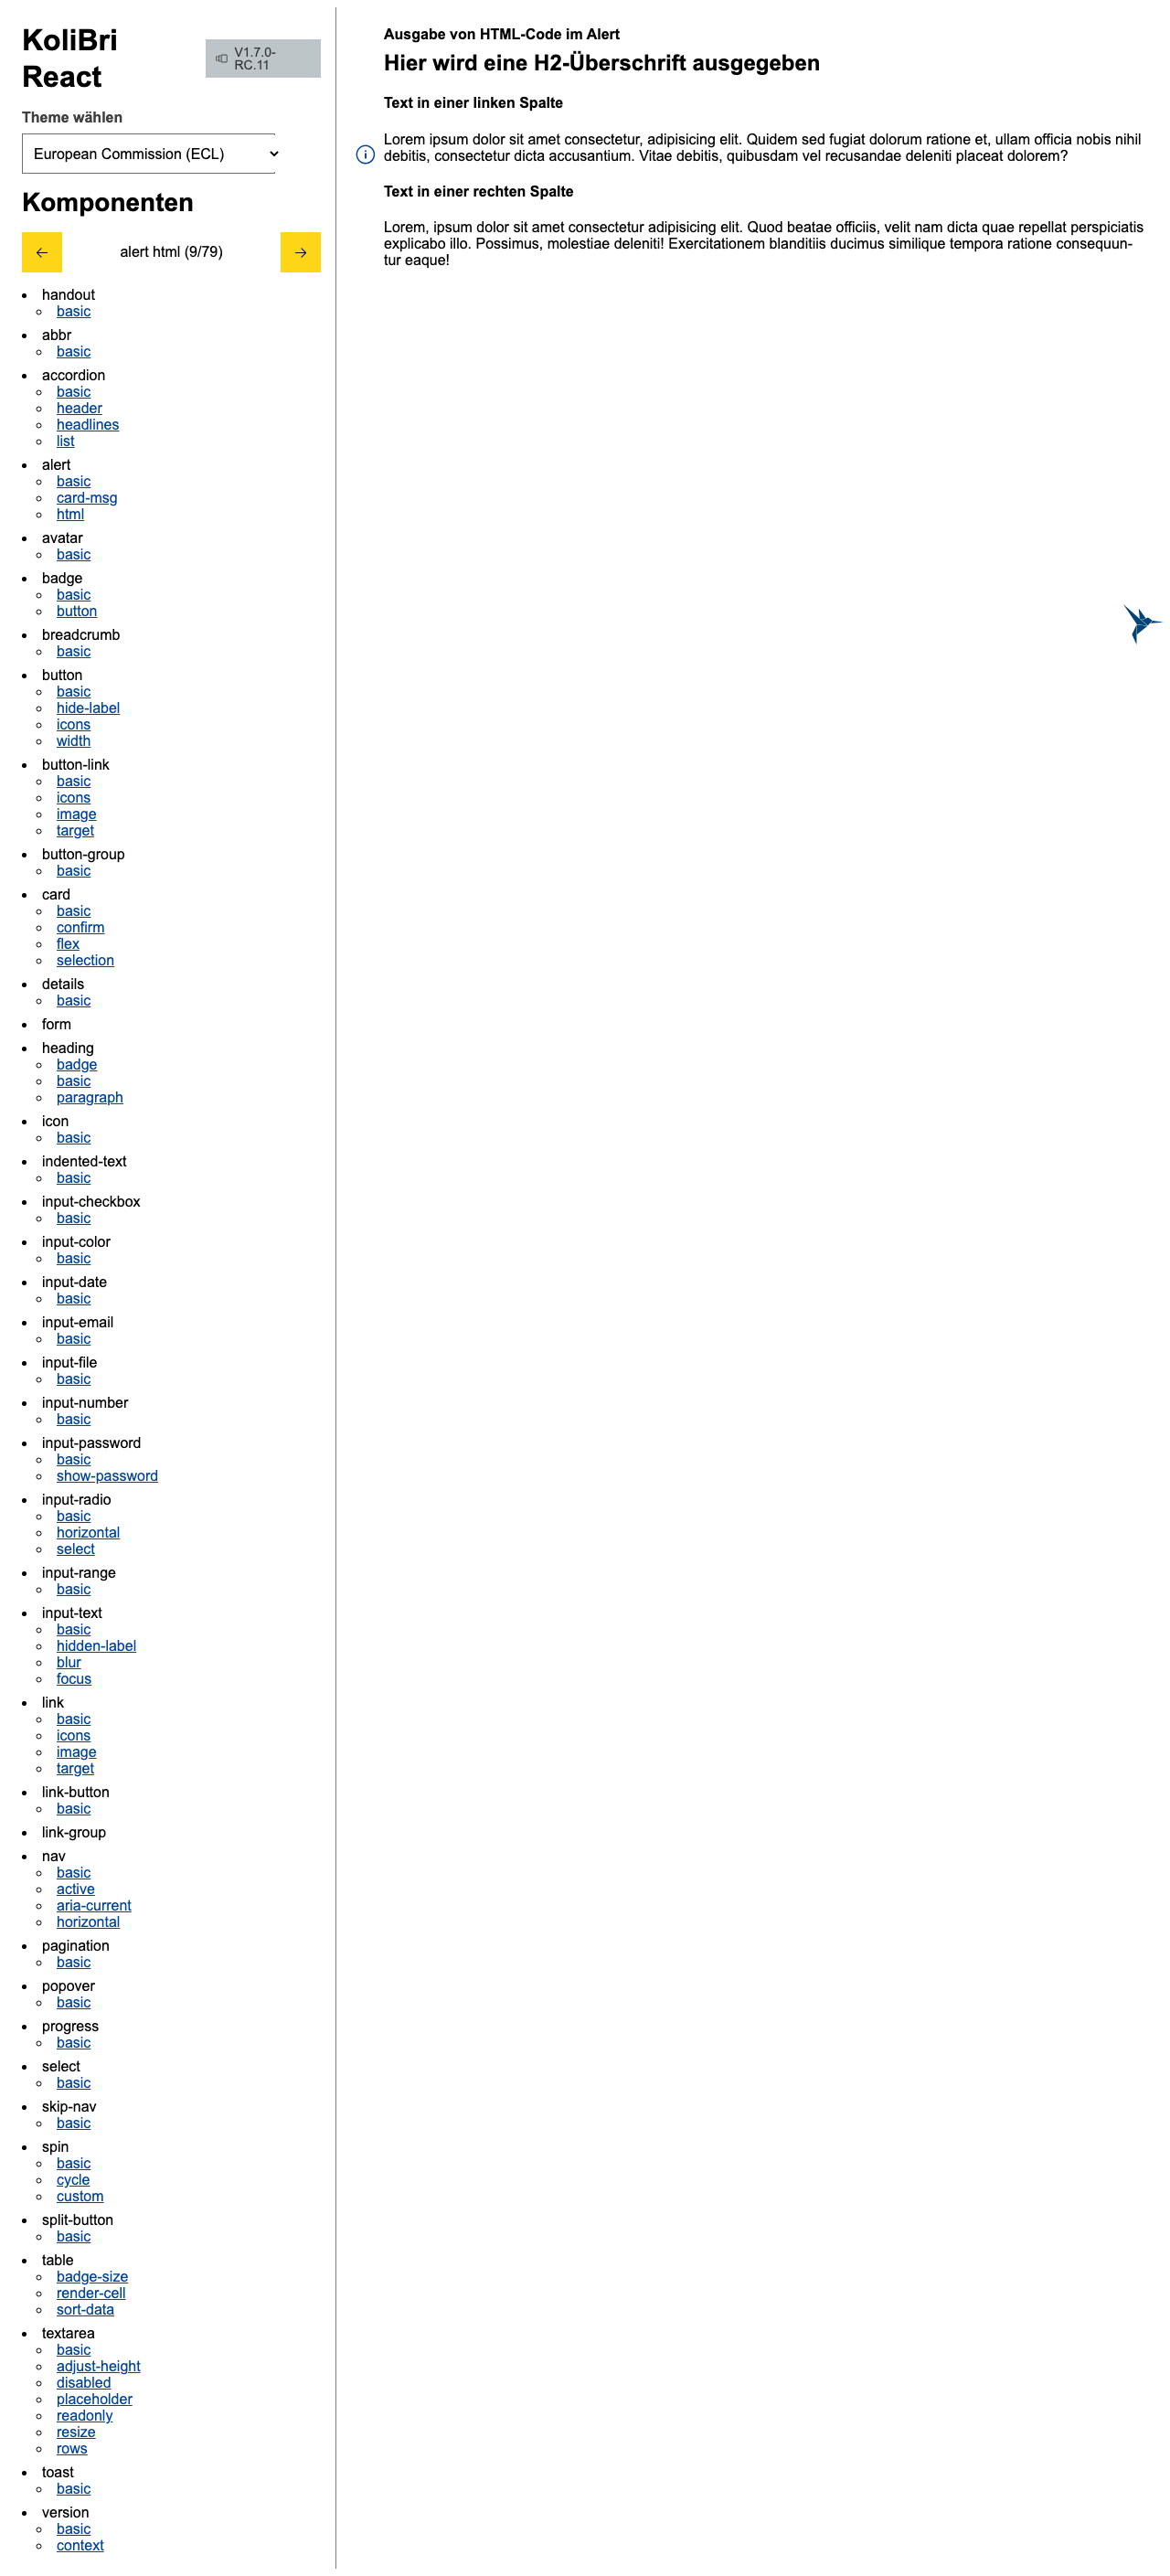 KoliBri
React
V1.7.0-
RC.11
Theme wählen
European Commission (ECL)
Komponenten
← alert html (9/79) →
handout
basic
abbr
basic
accordion
basic
header
headlines
list
alert
basic
card-msg
html
avatar
basic
badge
basic
button
breadcrumb
basic
button
basic
hide-label
icons
width
button-link
basic
icons
image
target
button-group
basic
card
basic
confirm
flex
selection
details
basic
form
heading
badge
basic
paragraph
icon
basic
indented-text
basic
input-checkbox
basic
input-color
basic
input-date
basic
input-email
basic
input-file
basic
input-number
basic
input-password
basic
show-password
input-radio
basic
horizontal
select
input-range
basic
input-text
basic
hidden-label
blur
focus
link
basic
icons
image
target
link-button
basic
link-group
nav
basic
active
aria-current
horizontal
pagination
basic
popover
basic
progress
basic
select
basic
skip-nav
basic
spin
basic
cycle
custom
split-button
basic
table
badge-size
render-cell
sort-data
textarea
basic
adjust-height
disabled
placeholder
readonly
resize
rows
toast
basic
version
basic
context
Ausgabe von HTML-Code im Alert
Hier wird eine H2-Überschrift ausgegeben
Text in einer linken Spalte
Lorem ipsum dolor sit amet consectetur, adipisicing elit. Quidem sed fugiat dolorum ratione et, ullam officia nobis nihil
debitis, consectetur dicta accusantium. Vitae debitis, quibusdam vel recusandae deleniti placeat dolorem?
Text in einer rechten Spalte
Lorem, ipsum dolor sit amet consectetur adipisicing elit. Quod beatae officiis, velit nam dicta quae repellat perspiciatis
explicabo illo. Possimus, molestiae deleniti! Exercitationem blanditiis ducimus similique tempora ratione consequun-
tur eaque!